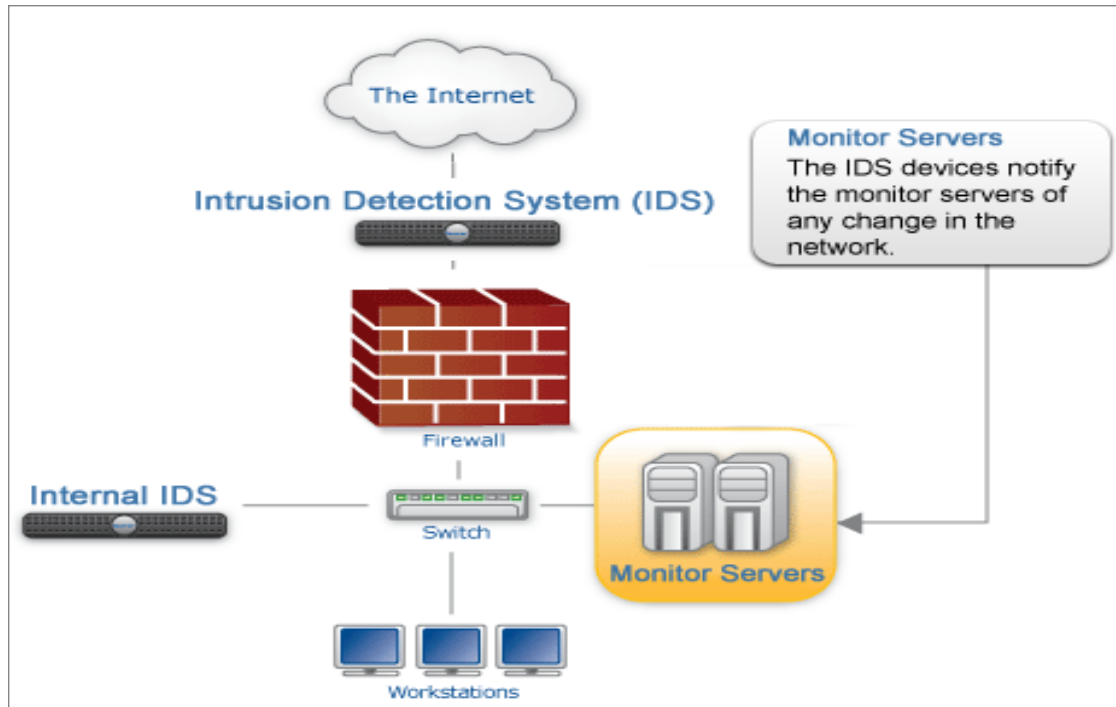 The Internet
Intrusion Detection System (IDS)
Monitor Servers
The IDS devices notify
the monitor servers of
any change in the
network.
Firewall
Internal IDS
Switch
Monitor Servers
Workstations